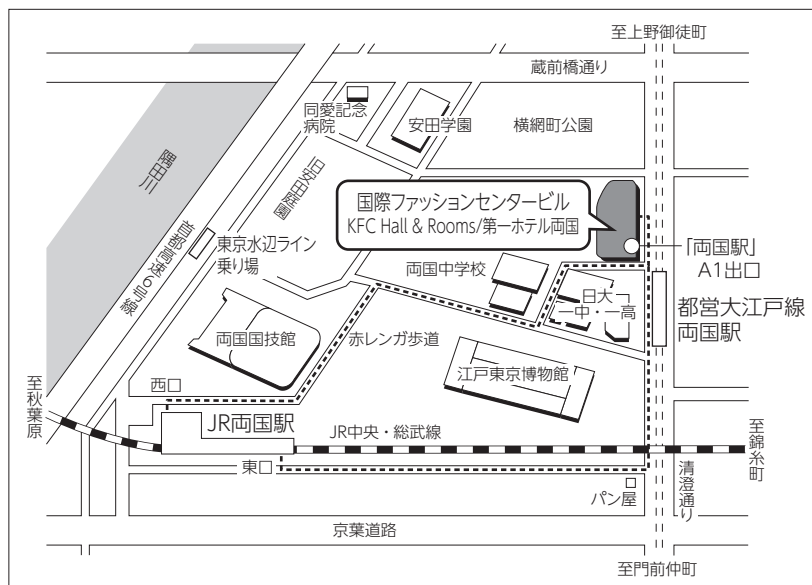 至上野御徒町
蔵前橋通り
同愛記念
病院
安田学園
横網町公園
隅田川
旧安田庭園
国際ファッションセンタービル
KFC Hall & Rooms/第一ホテル両国
首都高速6号線
東京水辺ライン
乗り場
「両国駅」
A1出口
両国中学校
日大
一中・一高
都営大江戸線
両国駅
両国国技館
赤レンガ歩道
江戸東京博物館
至秋葉原
西口
JR両国駅
JR中央・総武線
至錦糸町
東口
パン屋
清澄通り
京葉道路
至門前仲町